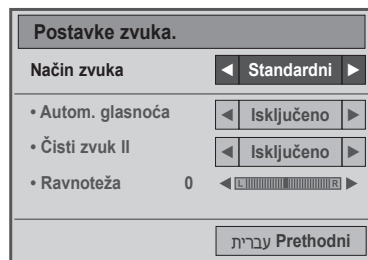 Postavke zvuka.
Način zvuka ◀ Standardni ▶
• Autom. glasnoća ◀ Isključeno ▶
• Čisti zvuk II ◀ Isključeno ▶
• Ravnoteža 0 ◀ L R ▶
עברית Prethodni